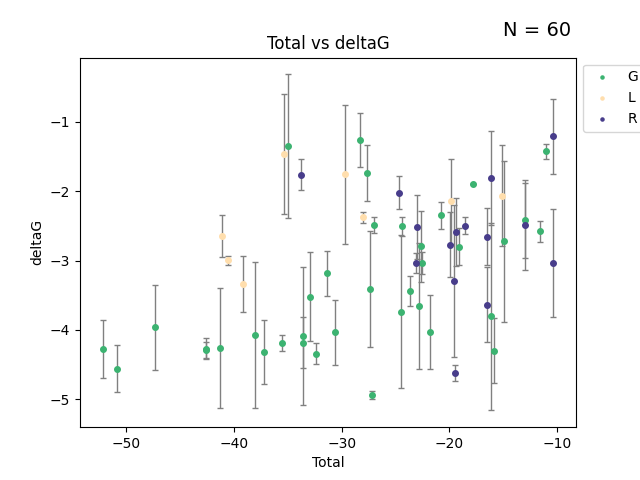 N = 60
Total vs deltaG
G
L
R
deltaG
−1
−2
−3
−4
−5
−50
−40
−30
−20
−10
Total